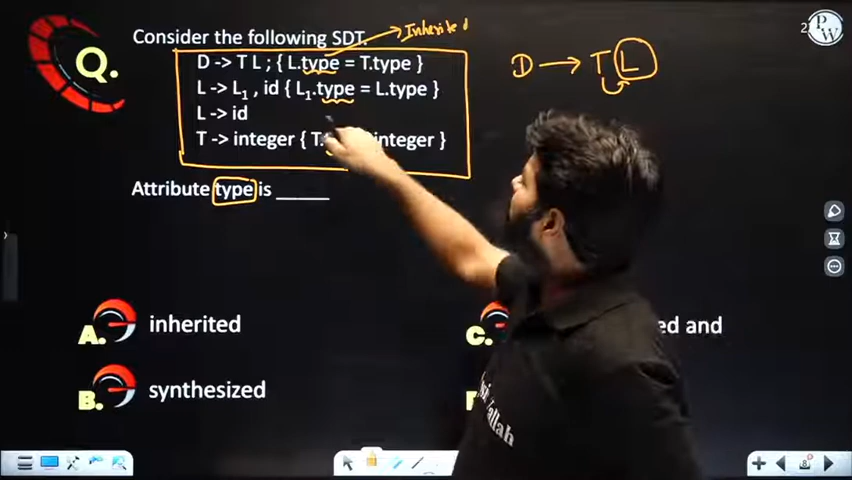 Consider the following SDT.
Inherited
D -> T L ; { L.type = T.type }
L -> L1 , id { L1.type = L.type }
L -> id
T -> integer { T. integer }
Attribute type is ______
D → T L
Q.
PW
A. inherited
B. synthesized
C. ed and
8